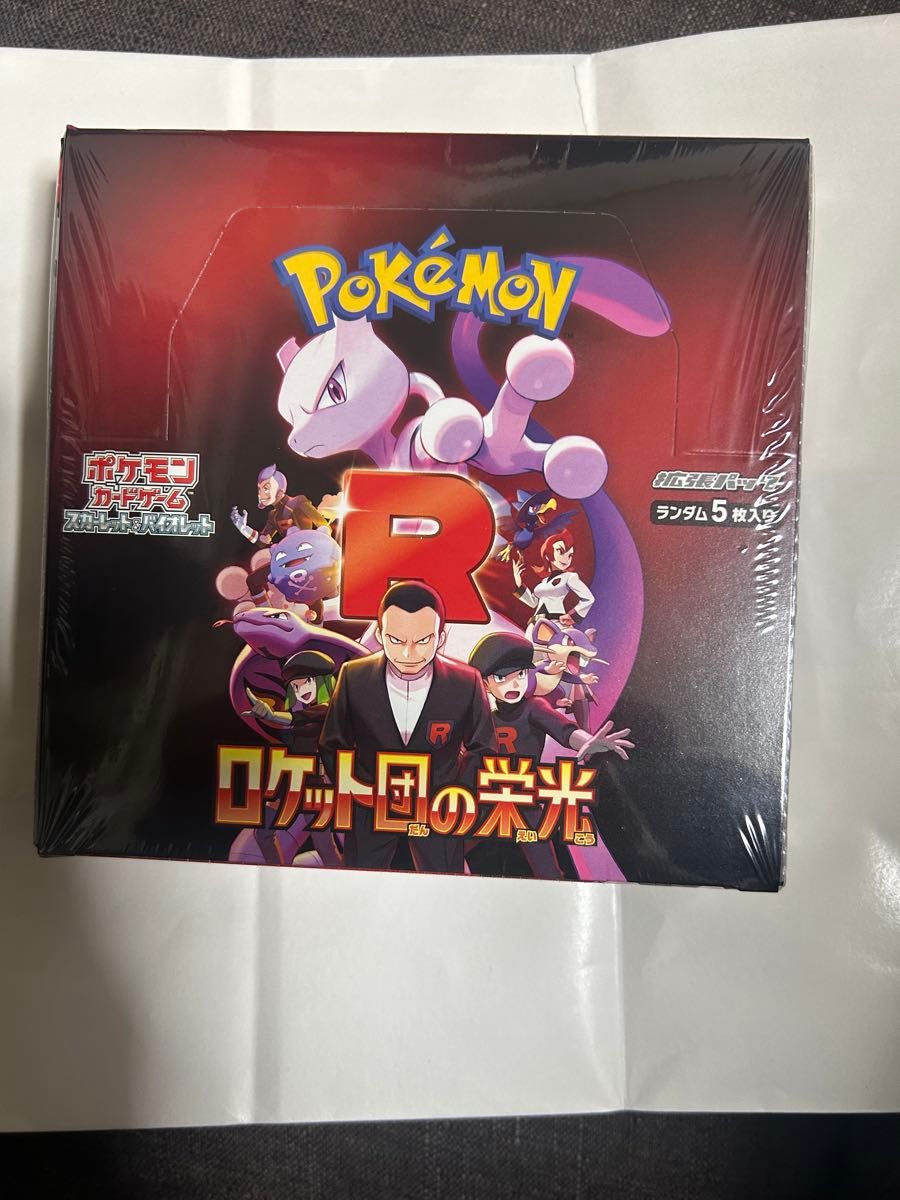 POKéMON
TM
ポケモン
カードゲーム
スカーレット&バイオレット
拡張パック
ランダム5枚入り
R
R
R
ロケット団の栄光
だん えい こう